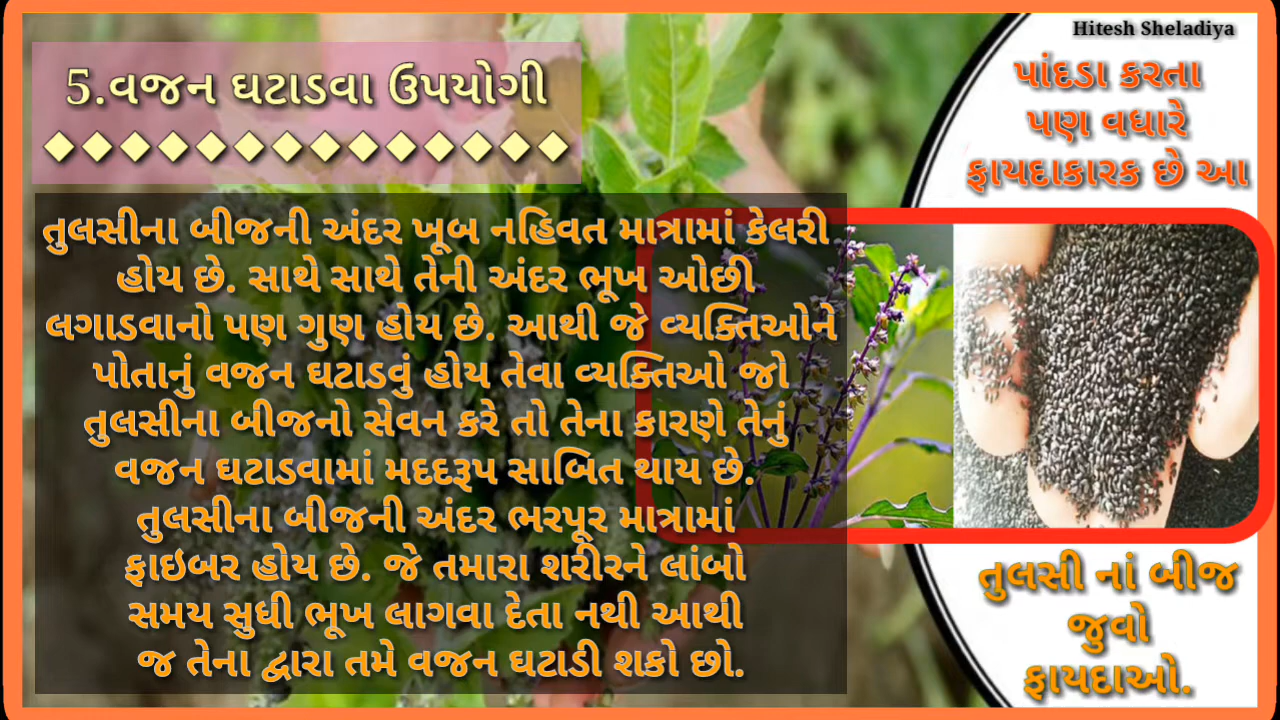 Hitesh Sheladiya
5.વજન ઘટાડવા ઉપયોગી
તુલસીના બીજની અંદર ખૂબ નહિવત માત્રામાં કેલરી
હોય છે. સાથે સાથે તેની અંદર ભૂખ ઓછી
લગાડવાનો પણ ગુણ હોય છે. આથી જે વ્યક્તિઓને
પોતાનું વજન ઘટાડવું હોય તેવા વ્યક્તિઓ જો
તુલસીના બીજનો સેવન કરે તો તેના કારણે તેનું
વજન ઘટાડવામાં મદદરૂપ સાબિત થાય છે.
તુલસીના બીજની અંદર ભરપૂર માત્રામાં
ફાઇબર હોય છે. જે તમારા શરીરને લાંબો
સમય સુધી ભૂખ લાગવા દેતા નથી આથી
જ તેના દ્વારા તમે વજન ઘટાડી શકો છો.
પાંદડા કરતા
પણ વધારે
ફાયદાકારક છે આ
તુલસી નાં બીજ
જુવો
ફાયદાઓ.